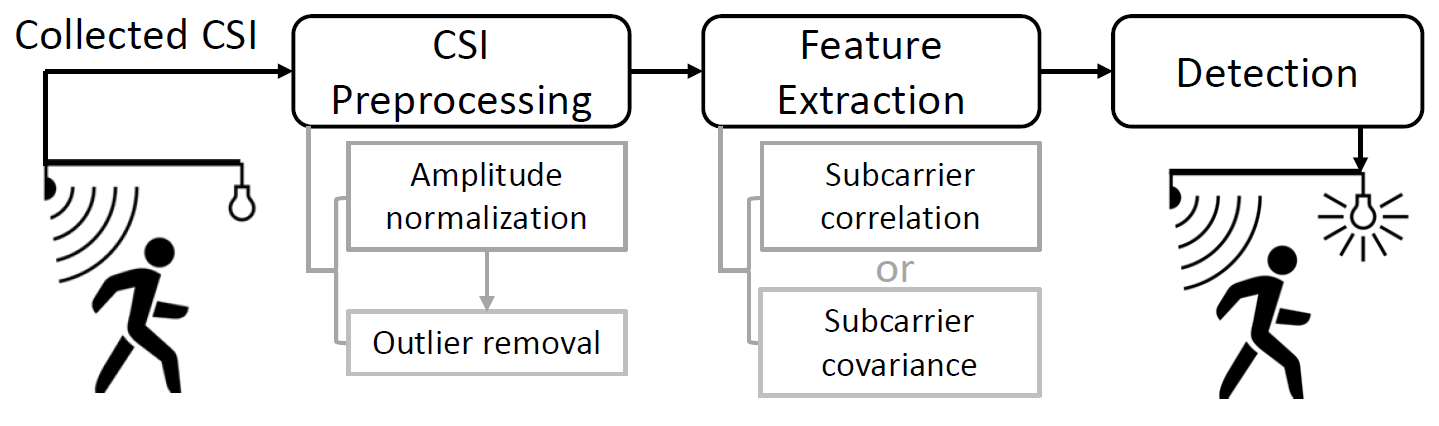 Collected CSI
CSI
Preprocessing
Amplitude
normalization
Outlier removal
Feature
Extraction
Subcarrier
correlation
or
Subcarrier
covariance
Detection